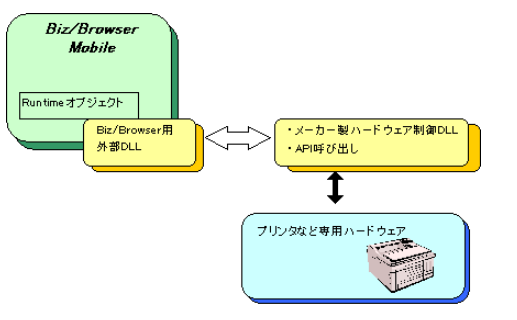 Biz/Browser
Mobile
Runtimeオブジェクト
Biz/Browser用
外部DLL
・メーカー製ハードウェア制御DLL
・API呼び出し
プリンタなど専用ハードウェア